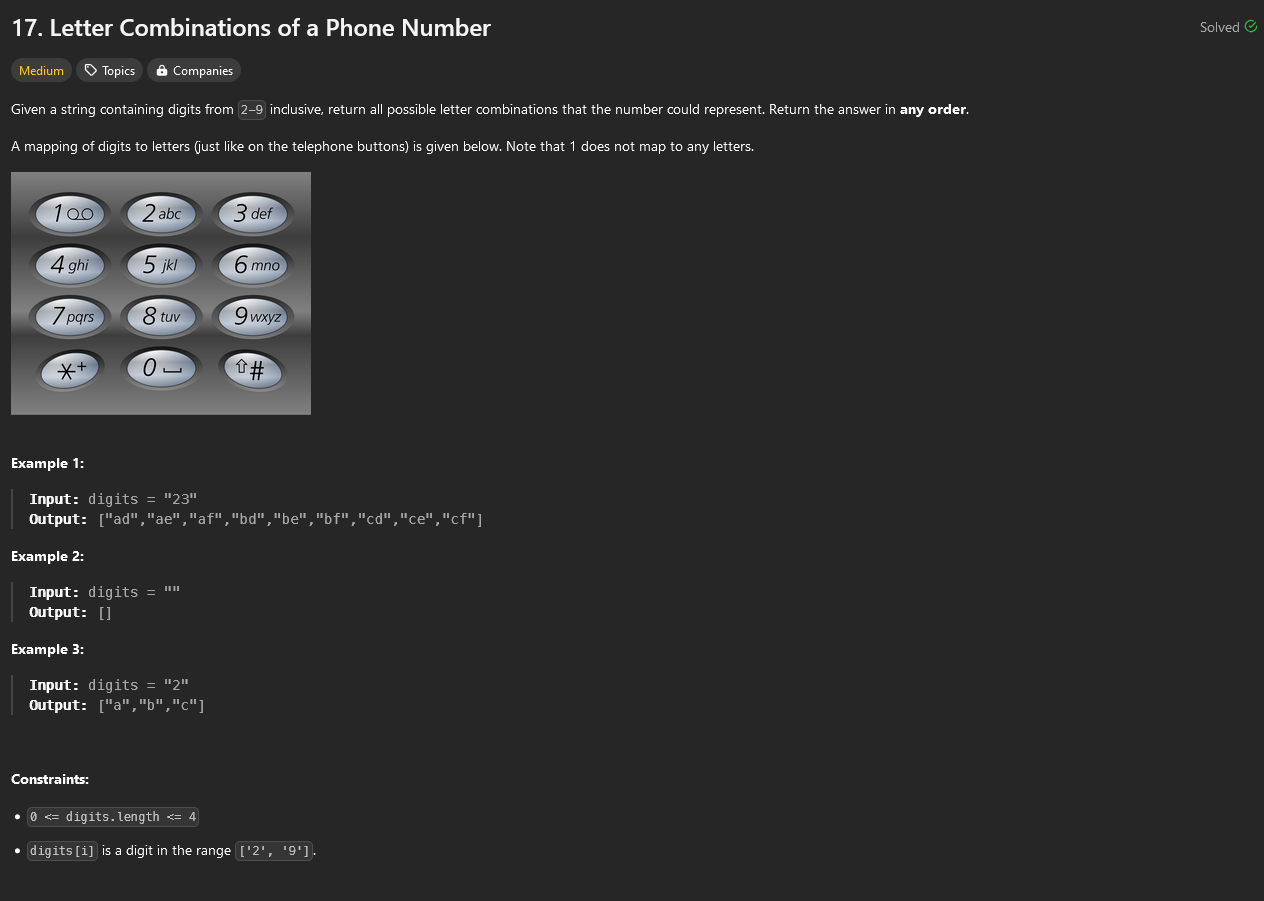 17. Letter Combinations of a Phone Number
Solved
Medium Topics Companies
Given a string containing digits from 2-9 inclusive, return all possible letter combinations that the number could represent. Return the answer in any order.
A mapping of digits to letters (just like on the telephone buttons) is given below. Note that 1 does not map to any letters.
1 2 abc 3 def
4 ghi 5 jkl 6 mno
7 pqrs 8 tuv 9 wxyz
*+ 0 #
Example 1:
Input: digits = "23"
Output: ["ad","ae","af","bd","be","bf","cd","ce","cf"]
Example 2:
Input: digits = ""
Output: []
Example 3:
Input: digits = "2"
Output: ["a","b","c"]
Constraints:
• 0 <= digits.length <= 4
• digits[i] is a digit in the range ['2', '9'].